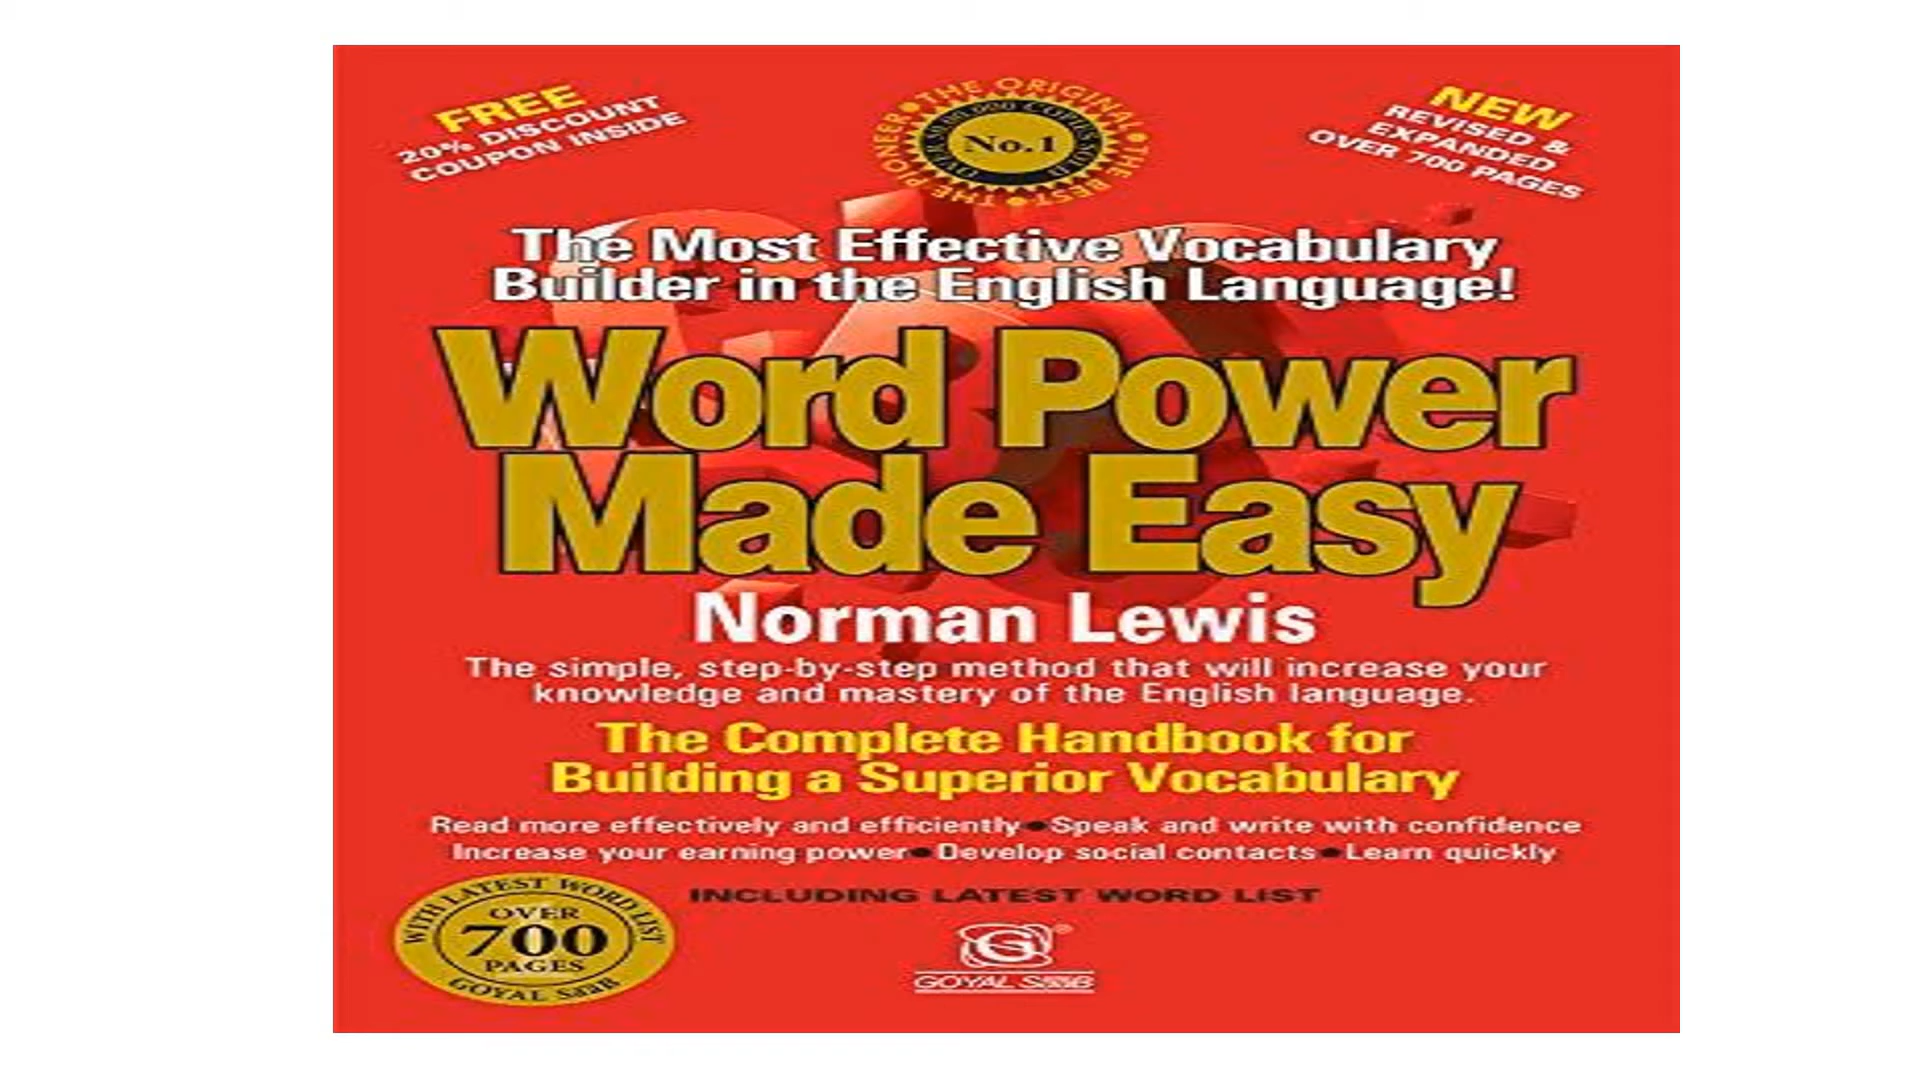 FREE
20% DISCOUNT
COUPON INSIDE
THE PIONEER • THE ORIGINAL • THE BEST •
OVER COPIES SOLD
No.1
NEW
REVISED &
EXPANDED
OVER 700 PAGES
The Most Effective Vocabulary
Builder in the English Language!
Word Power
Made Easy
Norman Lewis
The simple, step-by-step method that will increase your
knowledge and mastery of the English language.
The Complete Handbook for
Building a Superior Vocabulary
Read more effectively and efficiently•Speak and write with confidence
Increase your earning power•Develop social contacts•Learn quickly
INCLUDING LATEST WORD LIST
WITH LATEST WORD LIST
OVER
700
PAGES
GOYAL SaaB
G®
GOYAL SaaB